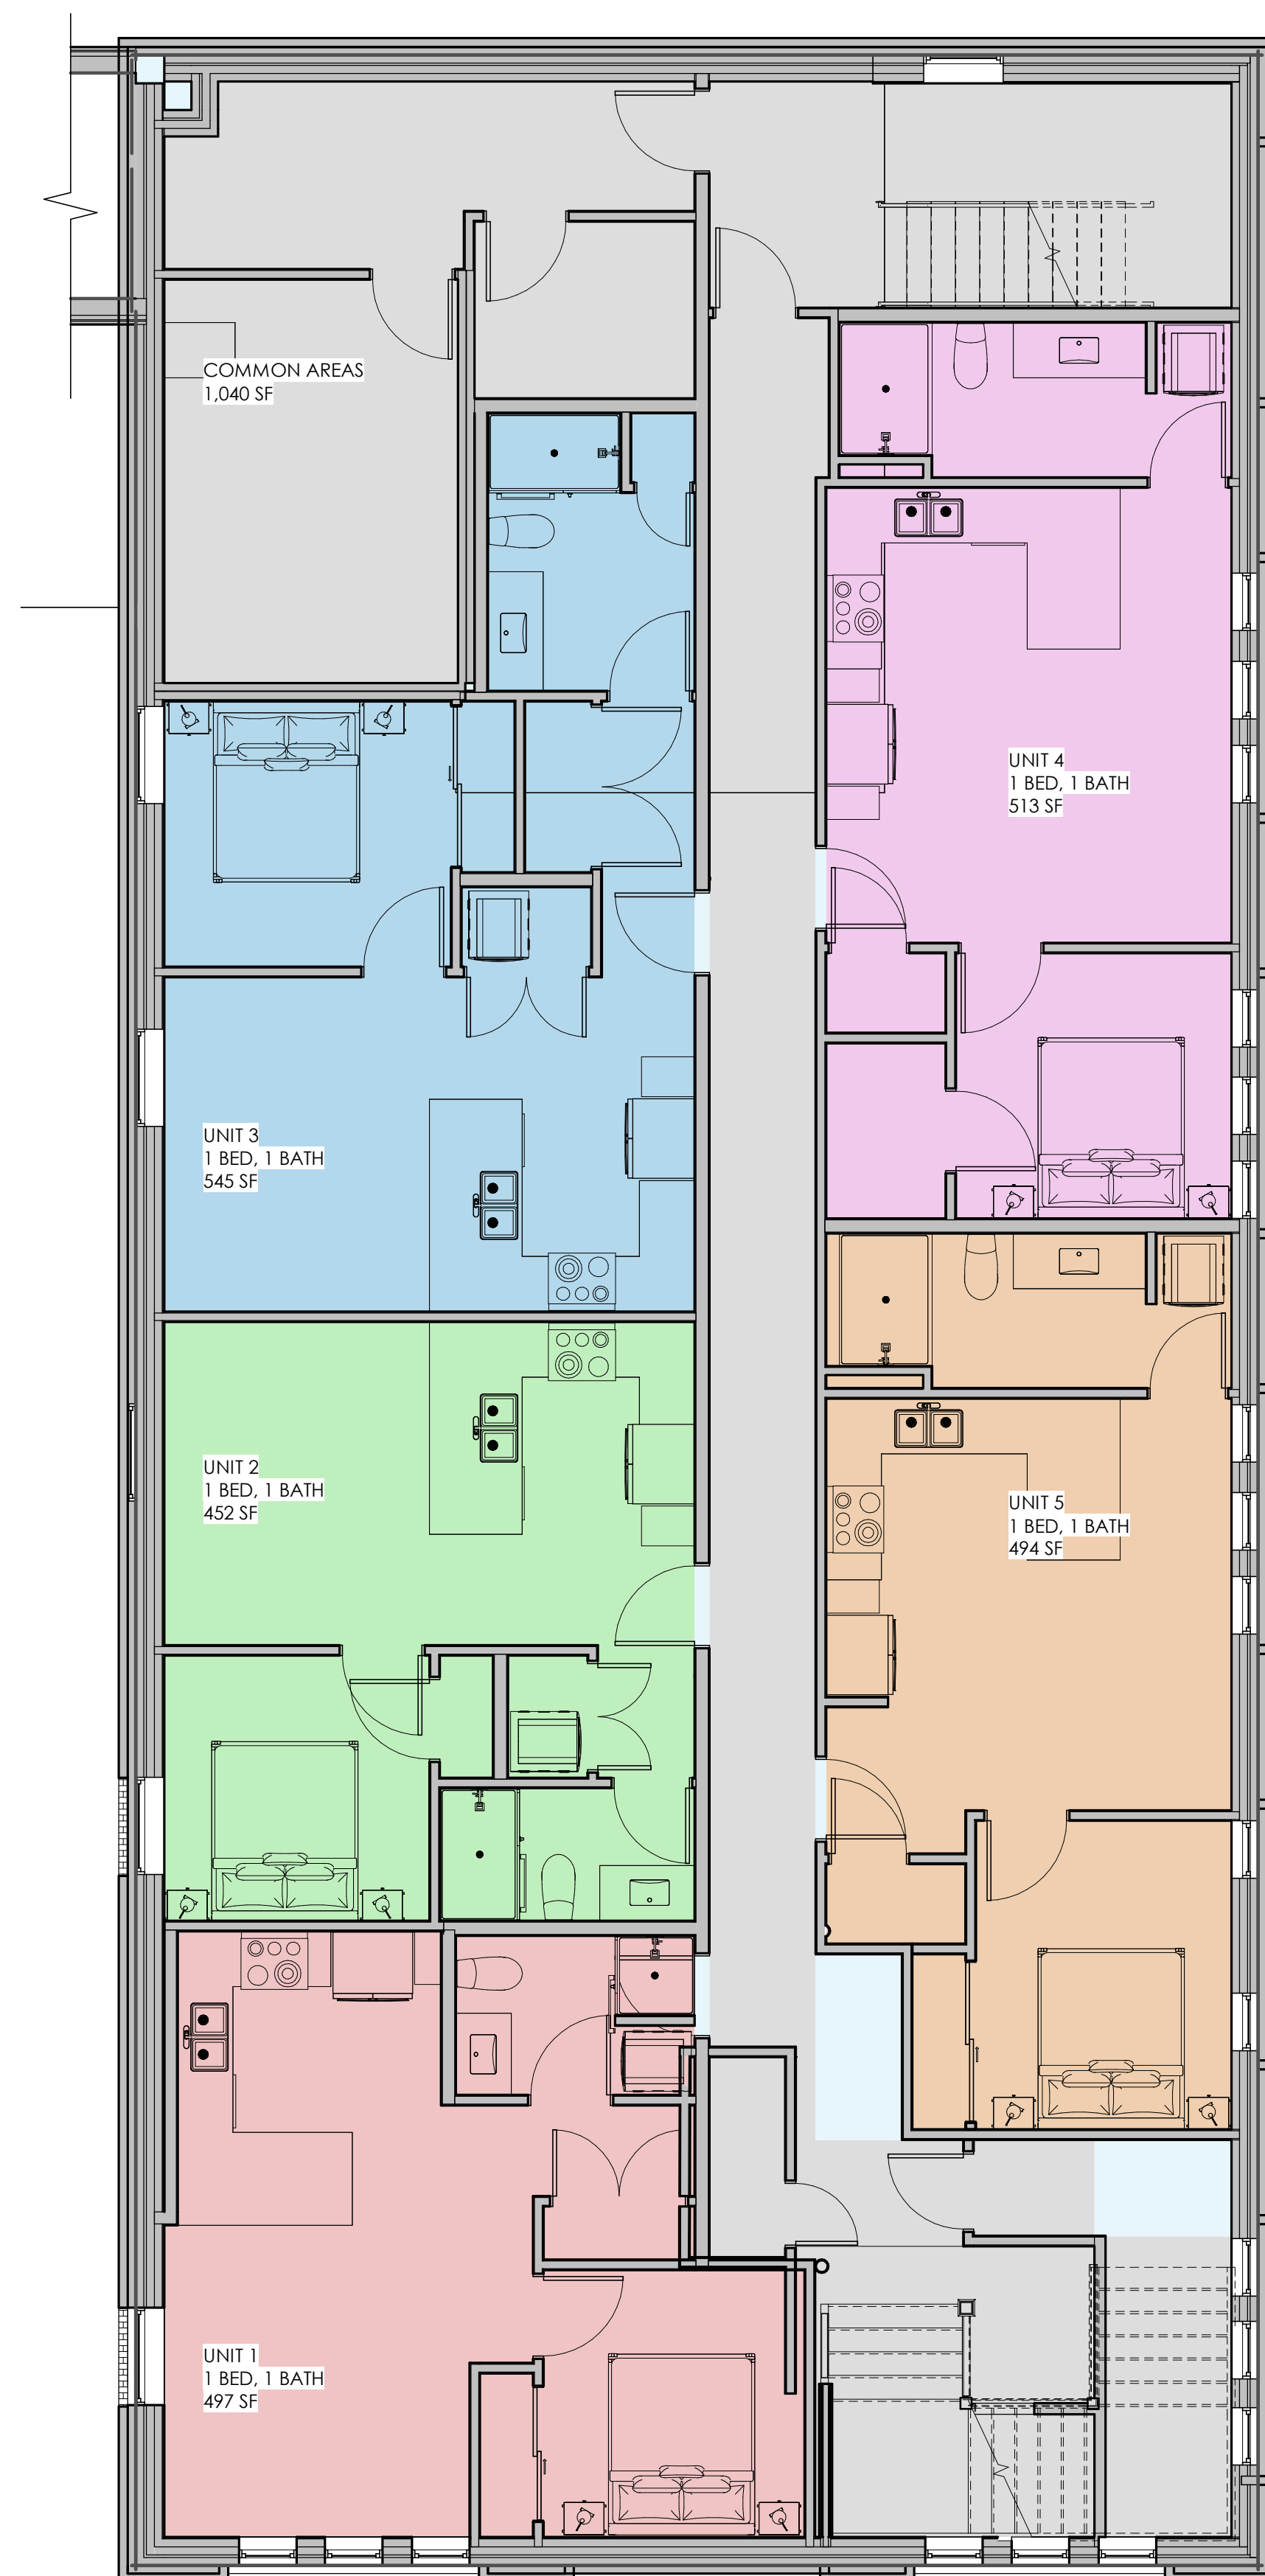 COMMON AREAS
1,040 SF
UNIT 4
1 BED, 1 BATH
513 SF
UNIT 3
1 BED, 1 BATH
545 SF
UNIT 2
1 BED, 1 BATH
452 SF
UNIT 5
1 BED, 1 BATH
494 SF
UNIT 1
1 BED, 1 BATH
497 SF